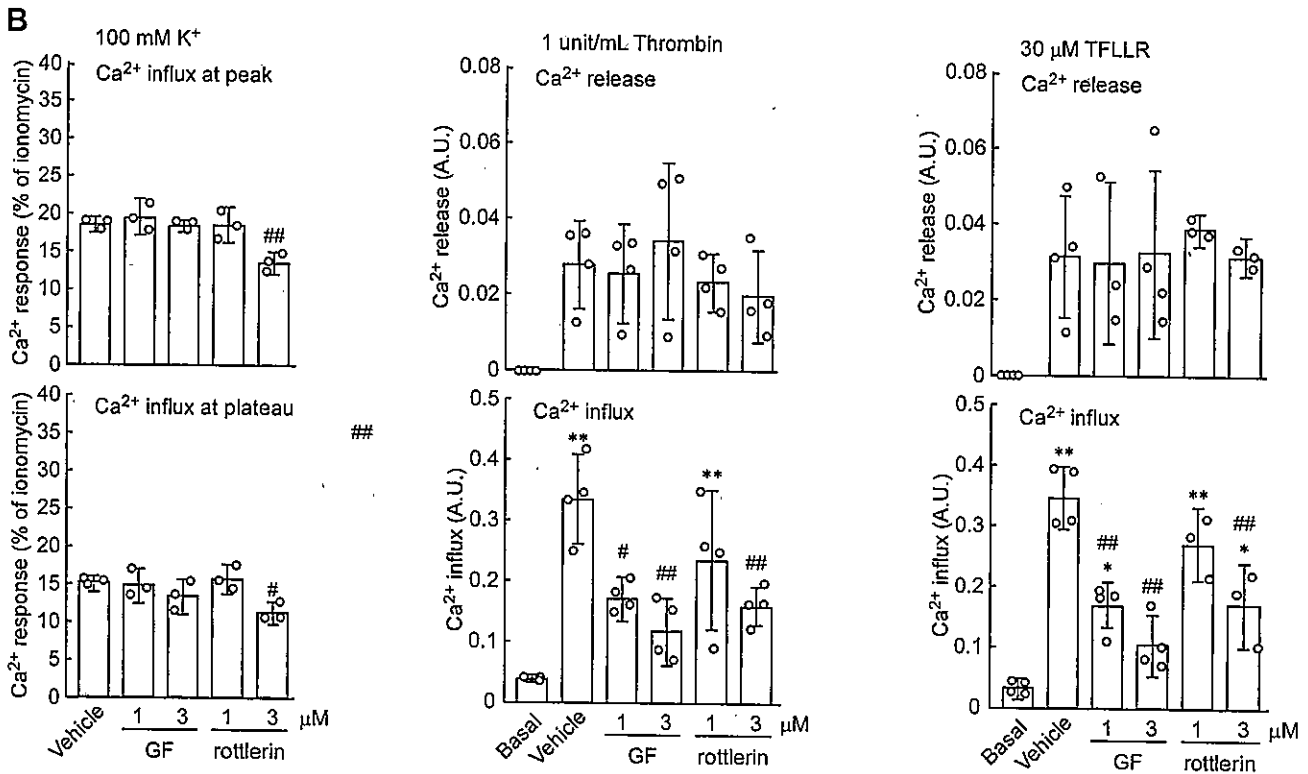 B
100 mM K⁺
Ca²⁺ influx at peak
Ca²⁺ response (% of ionomycin)
40
35
30
25
20
15
10
5
0
##
1 unit/mL Thrombin
Ca²⁺ release
Ca²⁺ release (A.U.)
0.08
0.06
0.04
0.02
0
30 μM TFLLR
Ca²⁺ release
Ca²⁺ release (A.U.)
0.08
0.06
0.04
0.02
0
Ca²⁺ influx at plateau
Ca²⁺ response (% of ionomycin)
40
35
30
25
20
15
10
5
0
#
##
Vehicle
1 3 1 3 μM
GF rottlerin
Ca²⁺ influx
Ca²⁺ influx (A.U.)
0.5
0.4
0.3
0.2
0.1
0
**
#
##
**
##
Basal
Vehicle
1 3 1 3 μM
GF rottlerin
Ca²⁺ influx
Ca²⁺ influx (A.U.)
0.5
0.4
0.3
0.2
0.1
0
**
##
*
##
**
##
*
Basal
Vehicle
1 3 1 3 μM
GF rottlerin